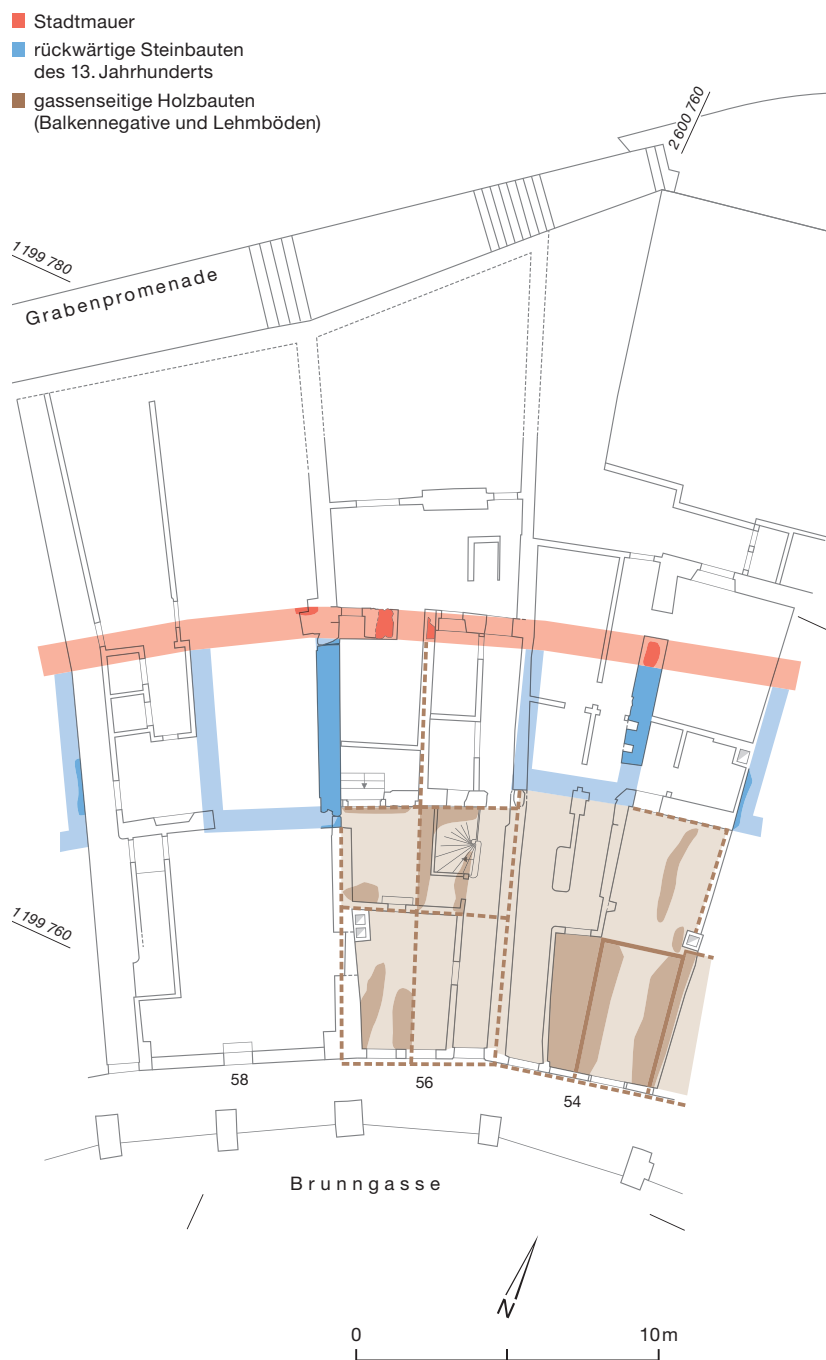 Stadtmauer
rückwärtige Steinbauten
des 13. Jahrhunderts
gassenseitige Holzbauten
(Balkennegative und Lehmböden)
2 600 760
1 199 780
Grabenpromenade
1 199 760
58
56
54
Brunngasse
N
0 10 m